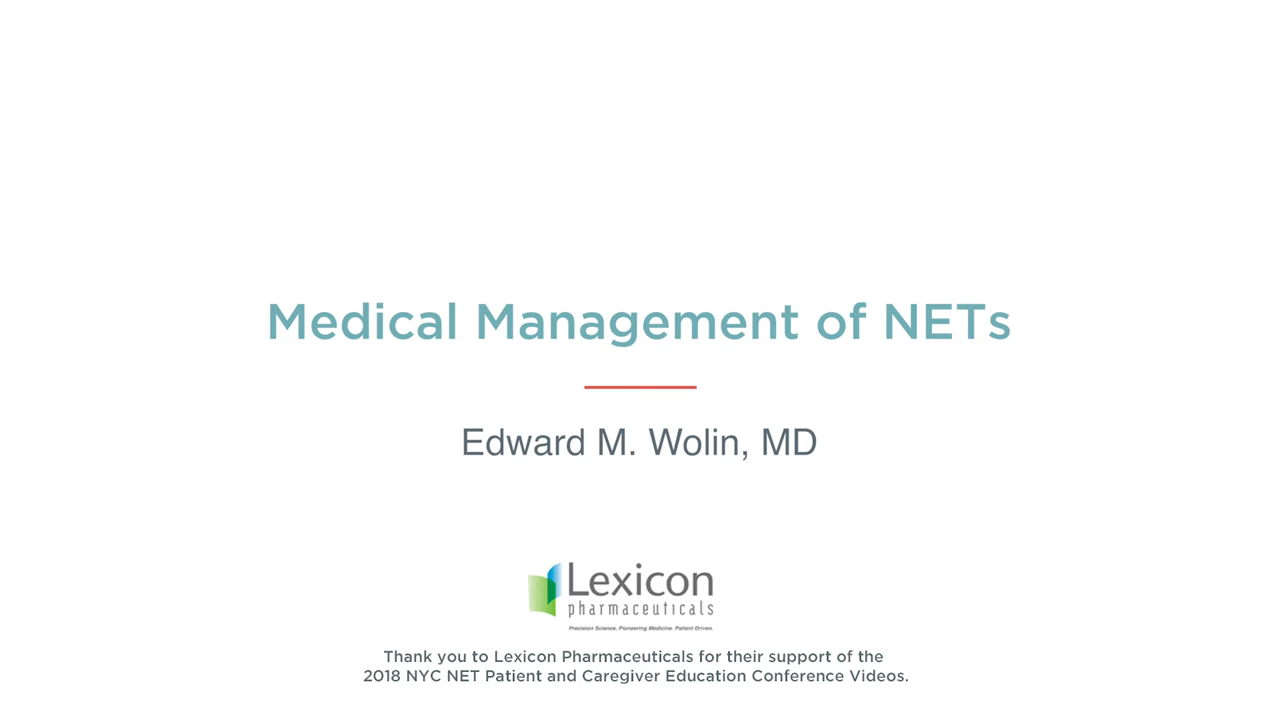 Medical Management of NETs
Edward M. Wolin, MD
Lexicon
pharmaceuticals
Precision Science. Pioneering Medicine. Patient Driven.
Thank you to Lexicon Pharmaceuticals for their support of the
2018 NYC NET Patient and Caregiver Education Conference Videos.